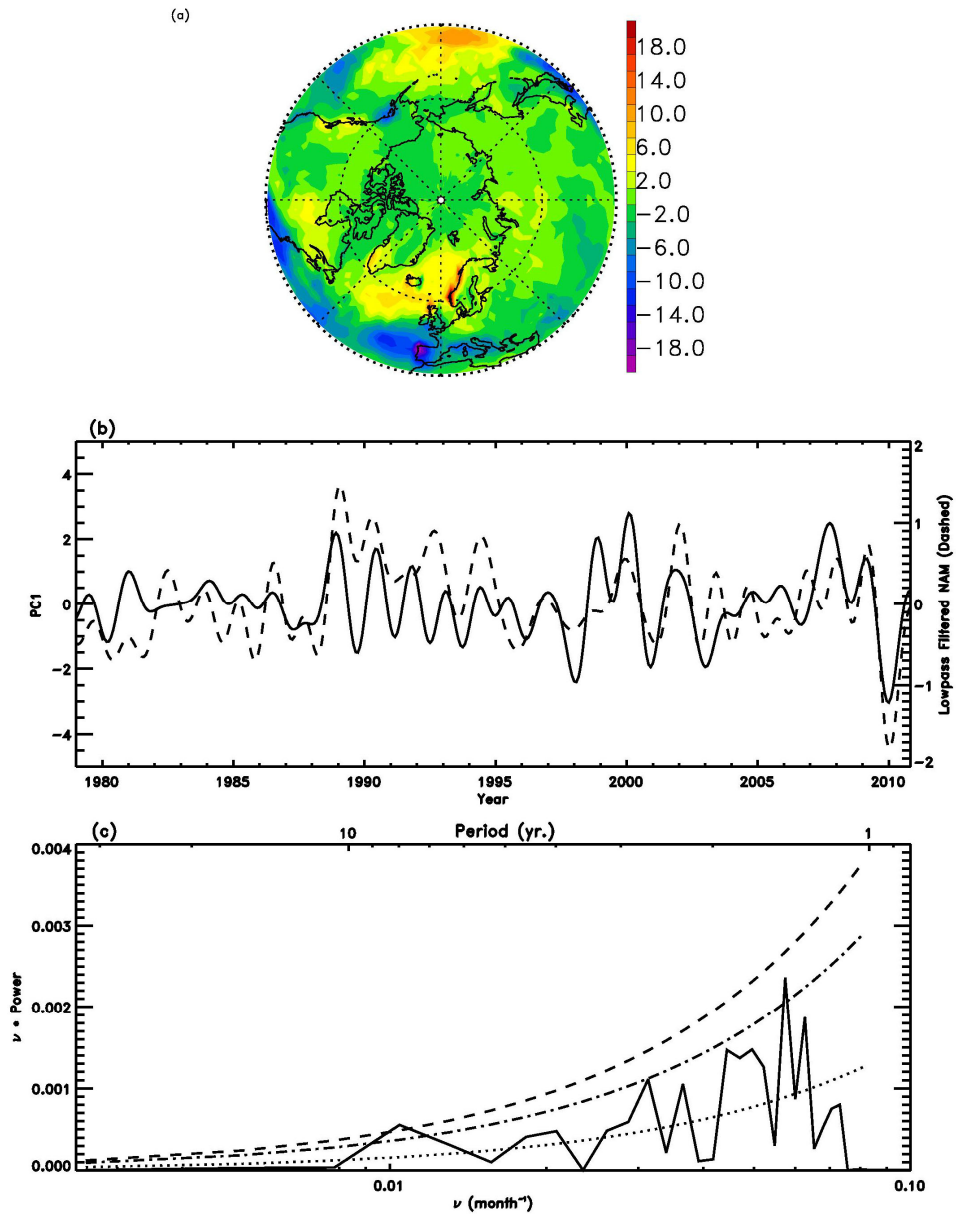 (a)
18.0
14.0
10.0
6.0
2.0
−2.0
−6.0
−10.0
−14.0
−18.0
(b)
PC1
4
2
0
−2
−4
2
1
0
−1
−2
Lowpass Filtered NAM (Dashed)
1980 1985 1990 1995 2000 2005 2010
Year
(c)
Period (yr.)
10 1
ν • Power
0.004
0.003
0.002
0.001
0.000
0.01 0.10
ν (month⁻¹)